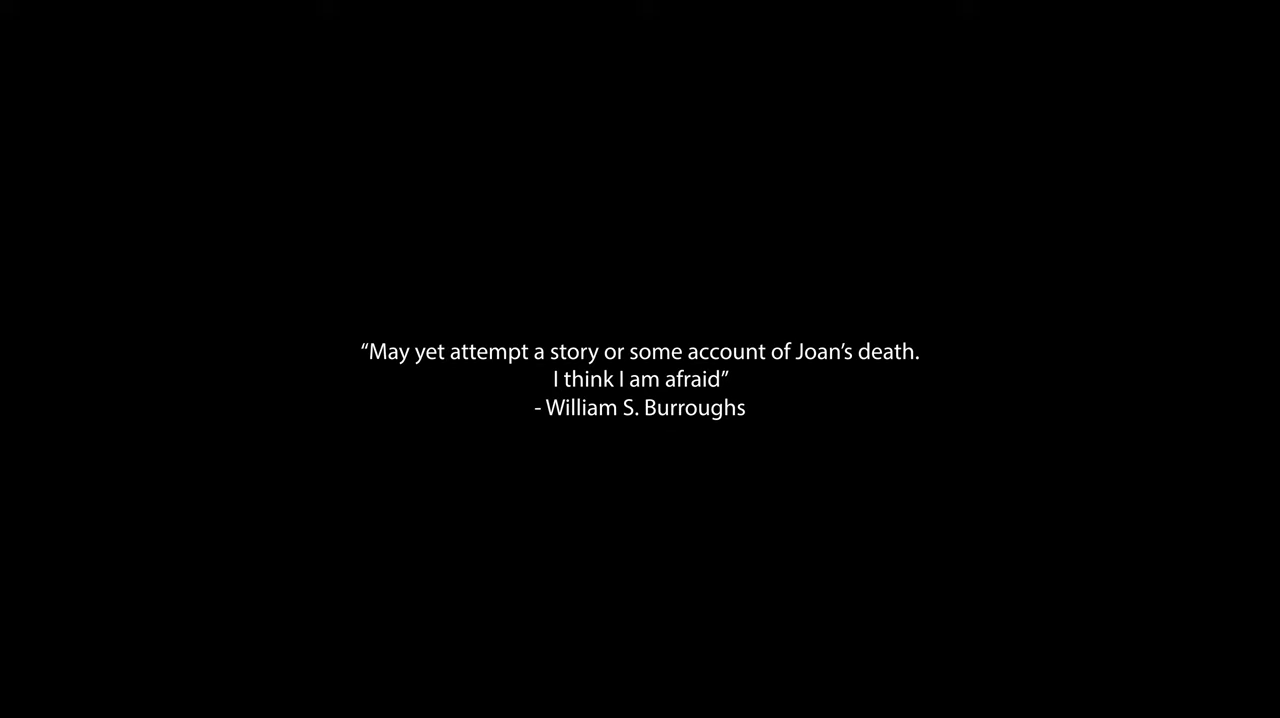 “May yet attempt a story or some account of Joan’s death.
I think I am afraid”
- William S. Burroughs